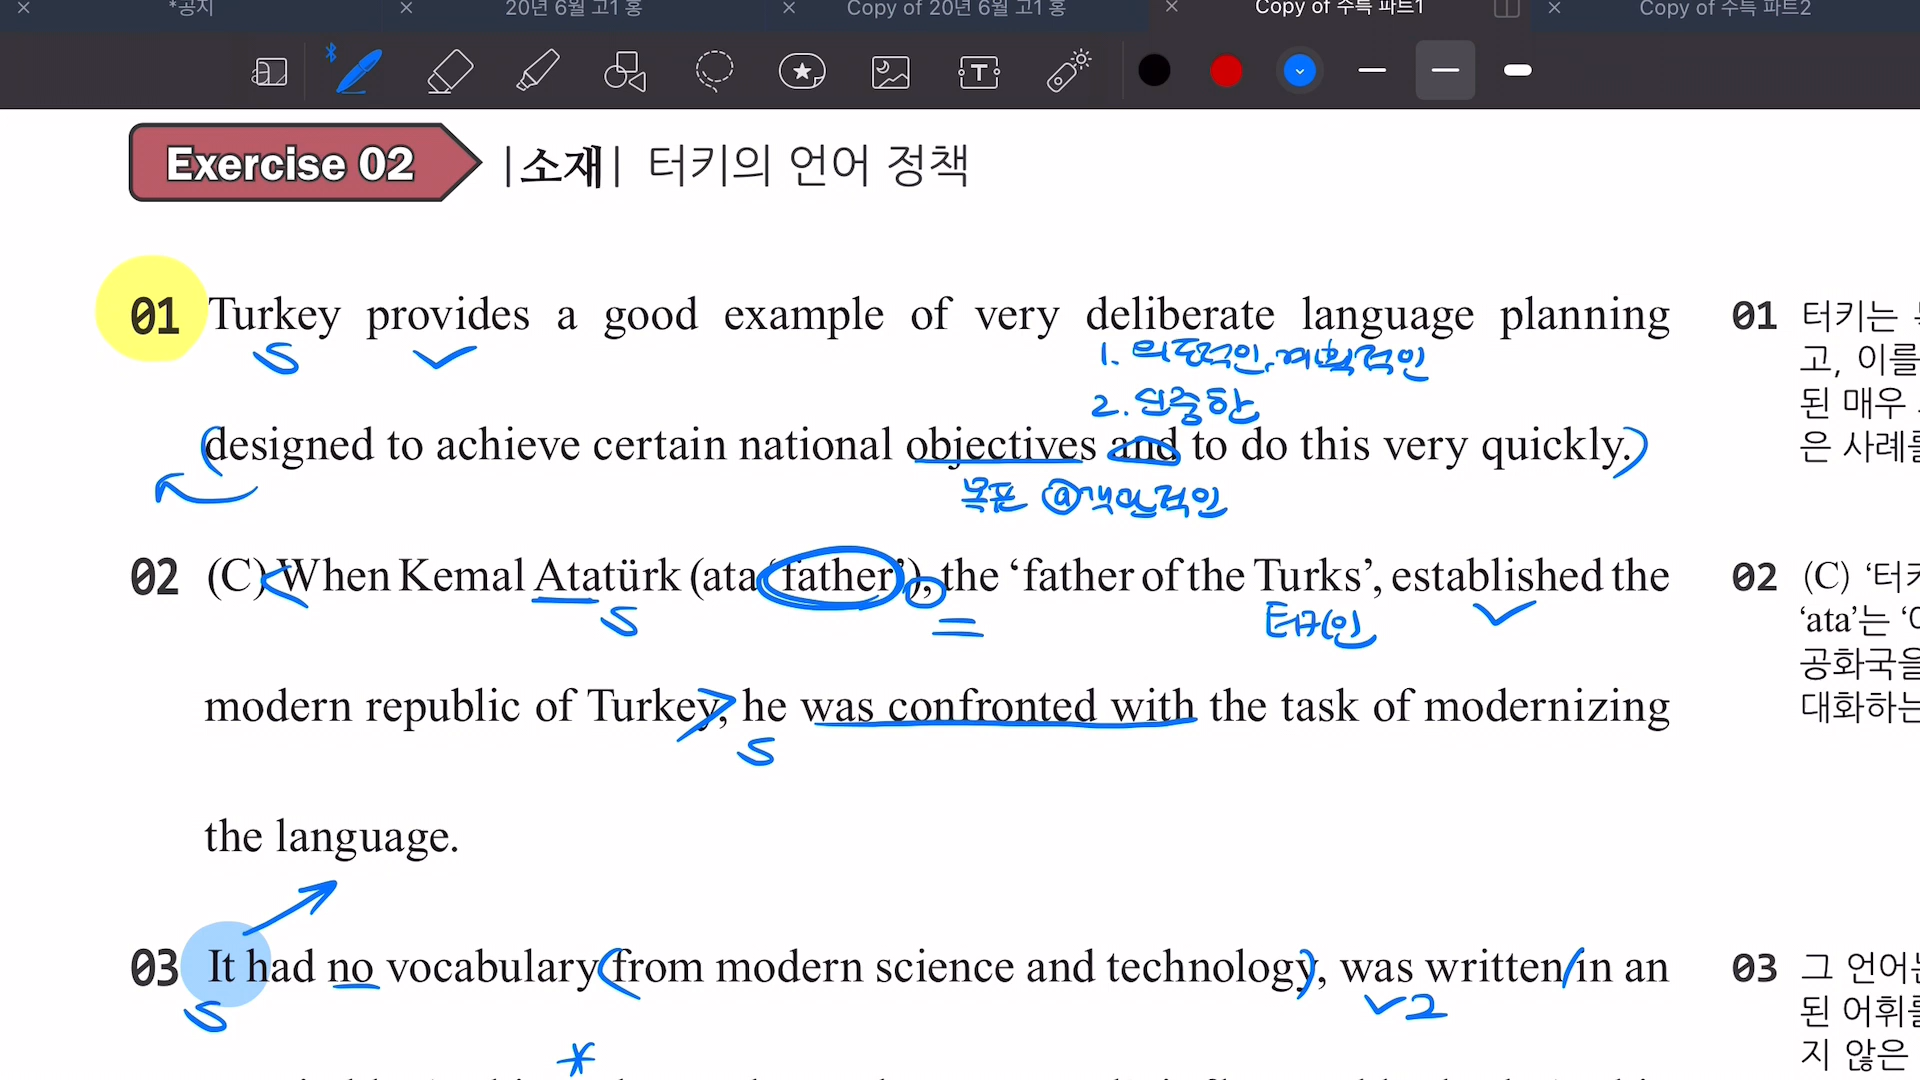 *공지 20년 6월 고1 홍 Copy of 20년 6월 고1 홍 Copy of 수특 파트1 Copy of 수특 파트2
Exercise 02 |소재| 터키의 언어 정책
01 Turkey provides a good example of very deliberate language planning
S
1. 의도적인, 계획적인
2. 신중한
designed to achieve certain national objectives and to do this very quickly.
목표 ⓐ객관적인
02 (C) When Kemal Atatürk (ata ‘father’), the ‘father of the Turks’, established the
S = 터키인
modern republic of Turkey, he was confronted with the task of modernizing
S
the language.
03 It had no vocabulary from modern science and technology, was written in an
S V2
*
01 터키는
고, 이를
된 매우
은 사례를
02 (C) ‘터키
‘ata’는 ‘
공화국을
대화하는
03 그 언어는
된 어휘를
지 않은